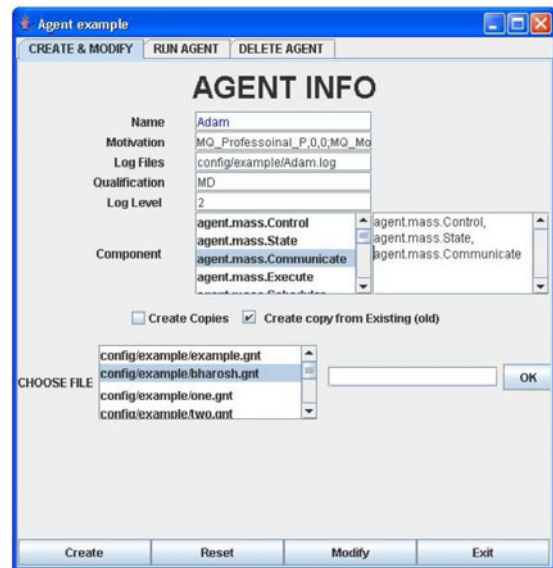 Agent example
CREATE & MODIFY RUN AGENT DELETE AGENT
AGENT INFO
Name Adam
Motivation MQ_Professoinal_P,0,0;MQ_Mo
Log Files config/example/Adam.log
Qualification MD
Log Level 2
Component
agent.mass.Control
agent.mass.State
agent.mass.Communicate
agent.mass.Execute
agent.mass.Scheduler
agent.mass.Control,
agent.mass.State,
agent.mass.Communicate
Create Copies Create copy from Existing (old)
CHOOSE FILE
config/example/example.gnt
config/example/bharosh.gnt
config/example/one.gnt
config/example/two.gnt
OK
Create Reset Modify Exit